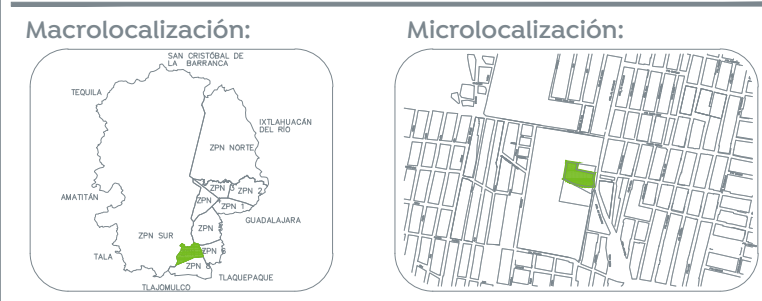 Macrolocalización:
Microlocalización:
SAN CRISTÓBAL DE
LA BARRANCA
TEQUILA
IXTLAHUACÁN
DEL RÍO
ZPN NORTE
ZPN 3
ZPN 2
ZPN
ZPN 1
GUADALAJARA
AMATITÁN
ZPN
ZPN SUR
ZPN 6
TALA
ZPN
TLAQUEPAQUE
TLAJOMULCO